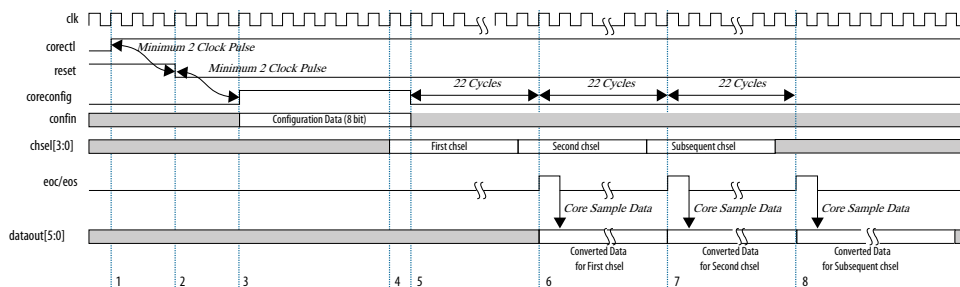 clk
corectl
Minimum 2 Clock Pulse
reset
Minimum 2 Clock Pulse
22 Cycles 22 Cycles 22 Cycles
coreconfig
confin
Configuration Data (8 bit)
chsel[3:0]
First chsel Second chsel Subsequent chsel
eoc/eos
Core Sample Data Core Sample Data Core Sample Data
dataout[5:0]
Converted Data Converted Data Converted Data
for First chsel for Second chsel for Subsequent chsel
1 2 3 4 5 6 7 8